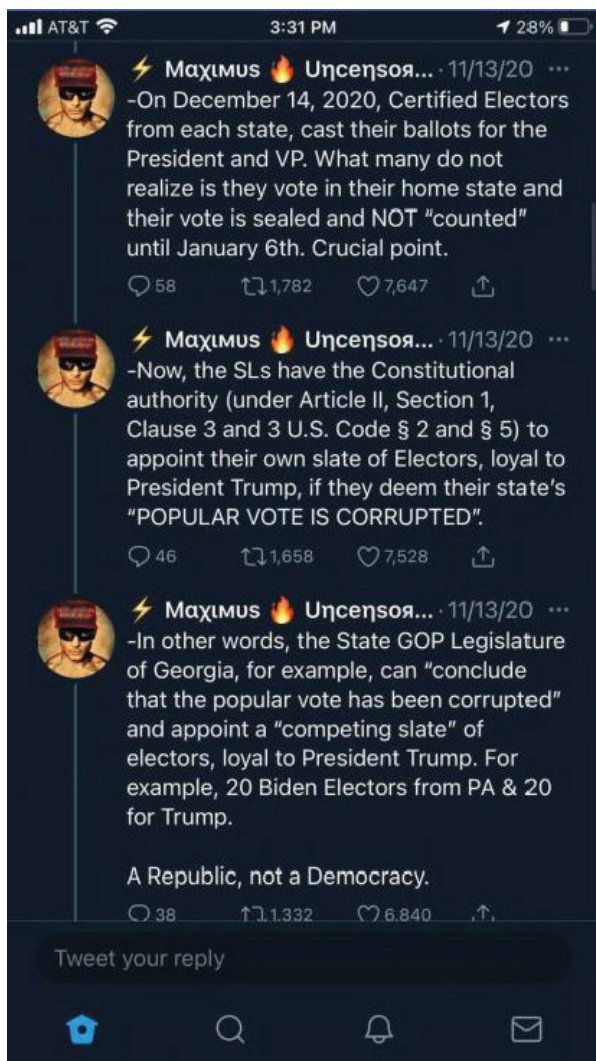 AT&T 3:31 PM 28%
⚡ Mαχιмυs 🔥 Uηceηsoя... · 11/13/20 ···
-On December 14, 2020, Certified Electors
from each state, cast their ballots for the
President and VP. What many do not
realize is they vote in their home state and
their vote is sealed and NOT “counted”
until January 6th. Crucial point.
58 1,782 7,647
⚡ Mαχιмυs 🔥 Uηceηsoя... · 11/13/20 ···
-Now, the SLs have the Constitutional
authority (under Article II, Section 1,
Clause 3 and 3 U.S. Code § 2 and § 5) to
appoint their own slate of Electors, loyal to
President Trump, if they deem their state’s
“POPULAR VOTE IS CORRUPTED”.
46 1,658 7,528
⚡ Mαχιмυs 🔥 Uηceηsoя... · 11/13/20 ···
-In other words, the State GOP Legislature
of Georgia, for example, can “conclude
that the popular vote has been corrupted”
and appoint a “competing slate” of
electors, loyal to President Trump. For
example, 20 Biden Electors from PA & 20
for Trump.
A Republic, not a Democracy.
38 1,332 6,840
Tweet your reply